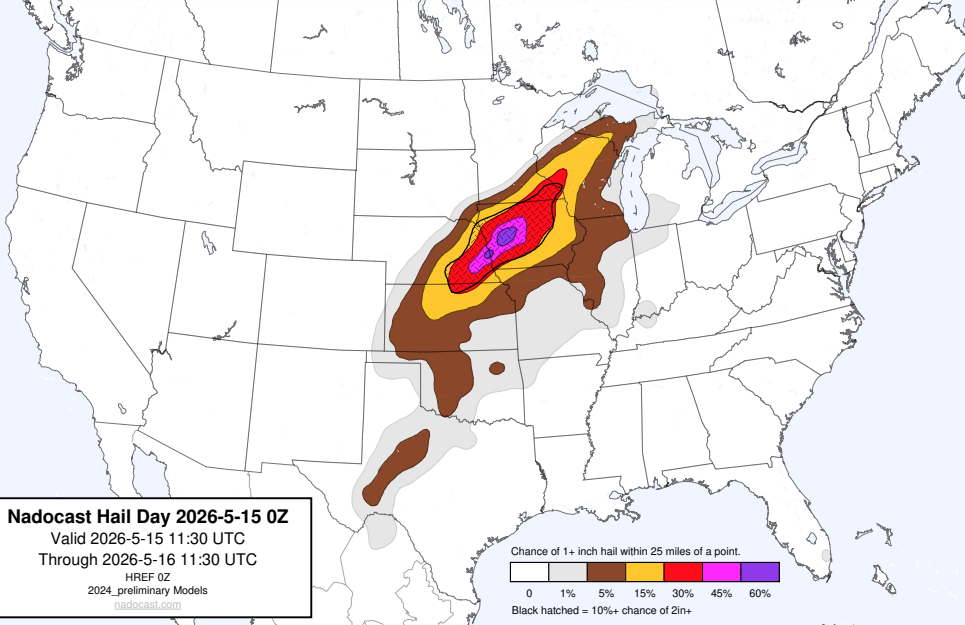 Nadocast Hail Day 2026-5-15 0Z
Valid 2026-5-15 11:30 UTC
Through 2026-5-16 11:30 UTC
HREF 0Z
2024_preliminary Models
nadocast.com
Chance of 1+ inch hail within 25 miles of a point.
0 1% 5% 15% 30% 45% 60%
Black hatched = 10%+ chance of 2in+